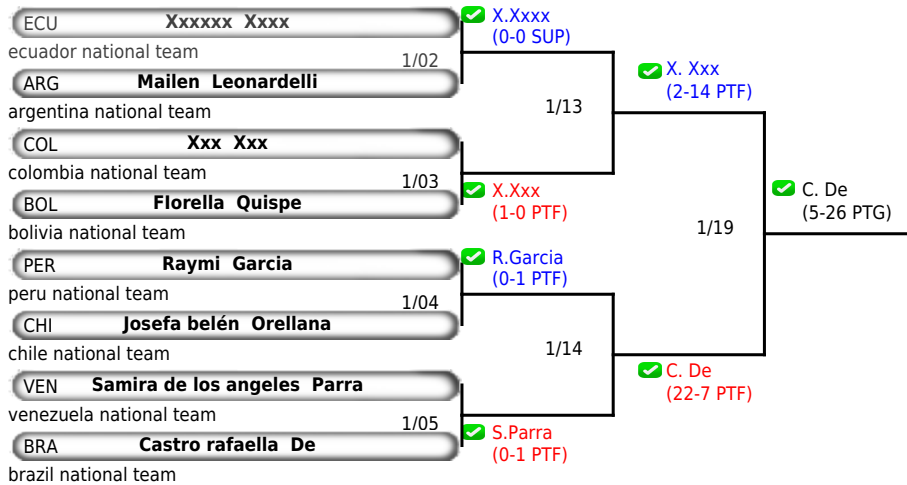 ECU Xxxxxx Xxxx
ecuador national team
1/02
ARG Mailen Leonardelli
argentina national team
COL Xxx Xxx
colombia national team
1/03
BOL Florella Quispe
bolivia national team
PER Raymi Garcia
peru national team
1/04
CHI Josefa belén Orellana
chile national team
VEN Samira de los angeles Parra
venezuela national team
1/05
BRA Castro rafaella De
brazil national team
X.Xxxx
(0-0 SUP)
1/13
X.Xxx
(1-0 PTF)
R.Garcia
(0-1 PTF)
1/14
S.Parra
(0-1 PTF)
X. Xxx
(2-14 PTF)
1/19
C. De
(22-7 PTF)
C. De
(5-26 PTG)